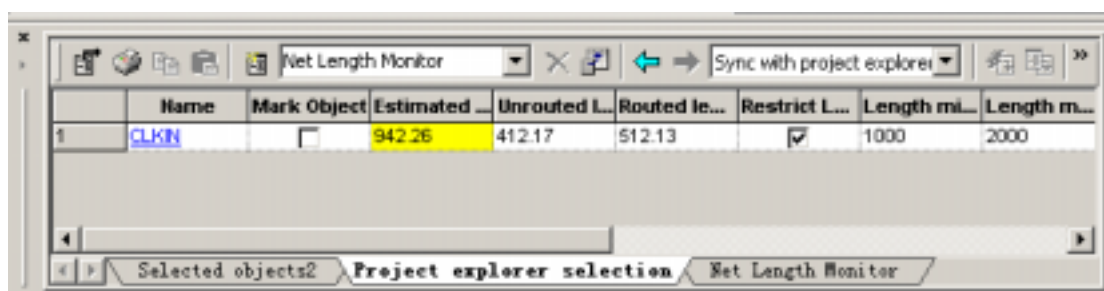 Net Length Monitor Sync with project explorer
Name Mark Object Estimated ... Unrouted l... Routed le... Restrict L... Length mi... Length m...
1 CLKIN 942.26 412.17 512.13 1000 2000
Selected objects2 Project explorer selection Net Length Monitor